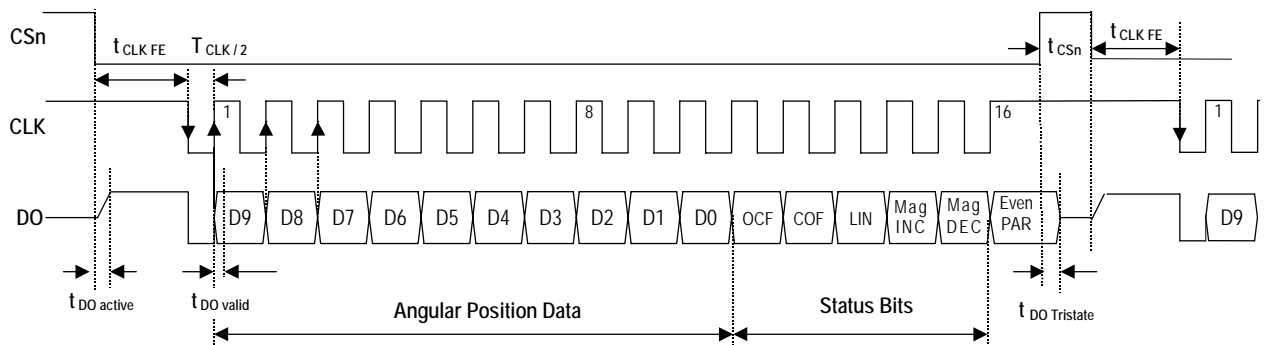 CSn
t CLK FE
T CLK / 2
t CSn
t CLK FE
CLK
1
8
16
1
DO
D9
D8
D7
D6
D5
D4
D3
D2
D1
D0
OCF
COF
LIN
Mag
INC
Mag
DEC
Even
PAR
D9
t DO active
t DO valid
Angular Position Data
Status Bits
t DO Tristate